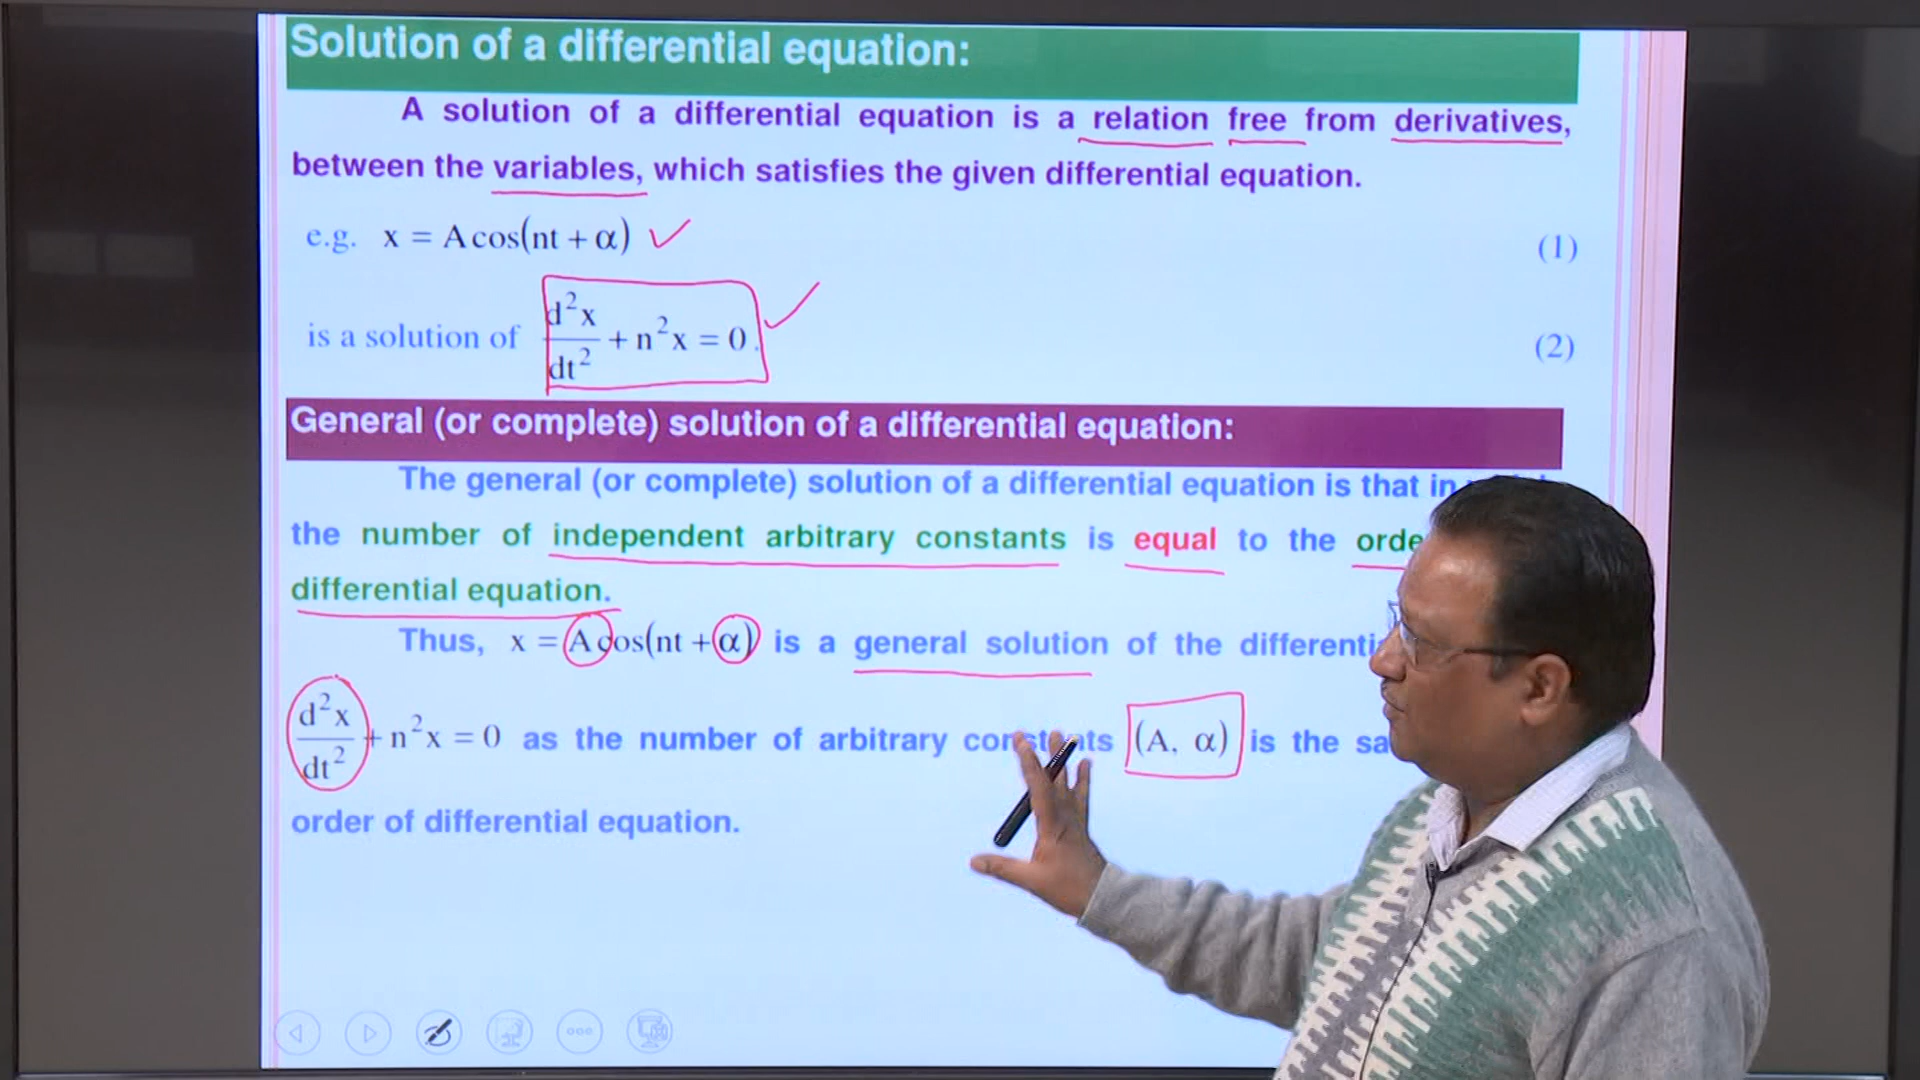 Solution of a differential equation:
A solution of a differential equation is a relation free from derivatives,
between the variables, which satisfies the given differential equation.
e.g. x = A cos(nt + α) (1)
is a solution of d²x/dt² + n²x = 0. (2)
General (or complete) solution of a differential equation:
The general (or complete) solution of a differential equation is that in
the number of independent arbitrary constants is equal to the
differential equation.
Thus, x = A cos(nt + α) is a general solution of the
d²x/dt² + n²x = 0 as the number of arbitrary constants (A, α) is the
order of differential equation.